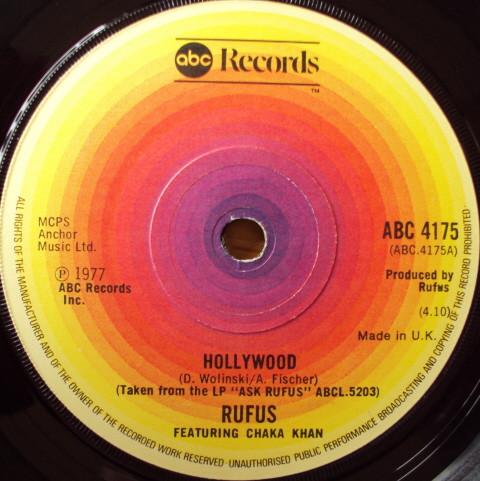 abc Records
TM
MCPS
Anchor
Music Ltd.
ABC 4175
(ABC.4175A)
℗ 1977
ABC Records
Inc.
Produced by
Rufus
(4.10)
Made in U.K.
HOLLYWOOD
(D. Wolinski/A. Fischer)
(Taken from the LP "ASK RUFUS" ABCL.5203)
RUFUS
FEATURING CHAKA KHAN
ALL RIGHTS OF THE MANUFACTURER AND OF THE OWNER OF THE RECORDED WORK RESERVED · UNAUTHORISED PUBLIC PERFORMANCE BROADCASTING AND COPYING OF THIS RECORD PROHIBITED ·